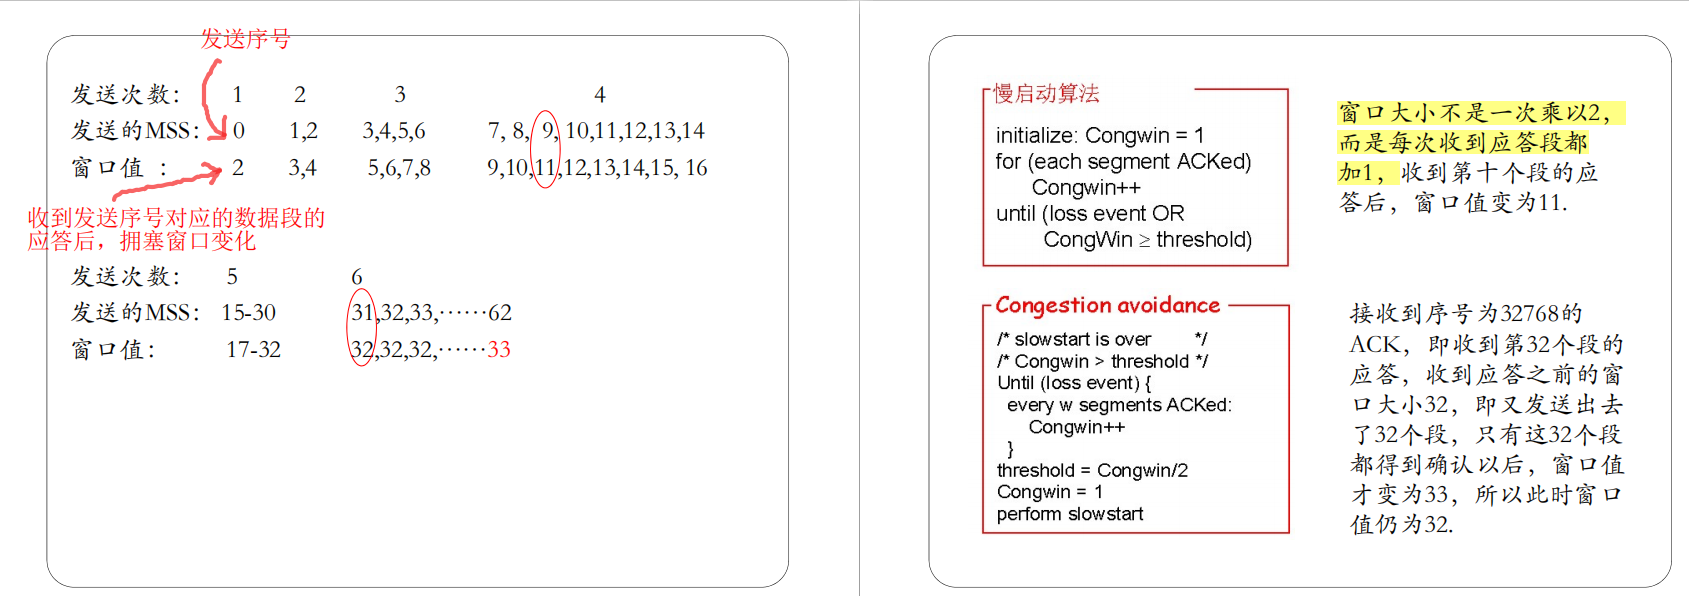 发送序号
发送次数： 1 2 3 4
发送的MSS： 0 1,2 3,4,5,6 7, 8, 9, 10,11,12,13,14
窗口值 ： 2 3,4 5,6,7,8 9,10,11,12,13,14,15, 16
收到发送序号对应的数据段的
应答后，拥塞窗口变化
发送次数： 5 6
发送的MSS： 15-30 31,32,33,……62
窗口值： 17-32 32,32,32,……33
慢启动算法
initialize: Congwin = 1
for (each segment ACKed)
Congwin++
until (loss event OR
CongWin ≥ threshold)
窗口大小不是一次乘以2，
而是每次收到应答段都
加1，收到第十个段的应
答后，窗口值变为11.
Congestion avoidance
/* slowstart is over */
/* Congwin > threshold */
Until (loss event) {
every w segments ACKed:
Congwin++
}
threshold = Congwin/2
Congwin = 1
perform slowstart
接收到序号为32768的
ACK，即收到第32个段的
应答，收到应答之前的窗
口大小32，即又发送出去
了32个段，只有这32个段
都得到确认以后，窗口值
才变为33，所以此时窗口
值仍为32.